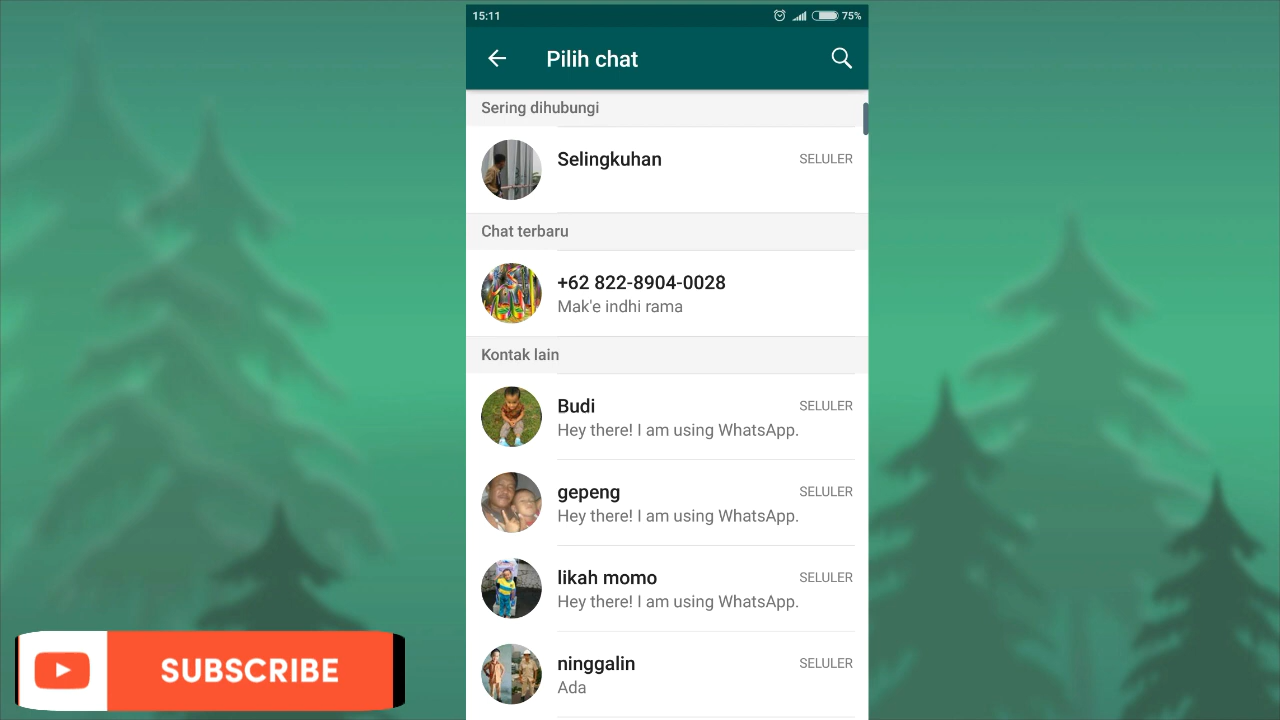 15:11
75%
Pilih chat
Sering dihubungi
Selingkuhan
SELULER
Chat terbaru
+62 822-8904-0028
Mak'e indhi rama
Kontak lain
Budi
SELULER
Hey there! I am using WhatsApp.
gepeng
SELULER
Hey there! I am using WhatsApp.
likah momo
SELULER
Hey there! I am using WhatsApp.
ninggalin
SELULER
Ada
SUBSCRIBE